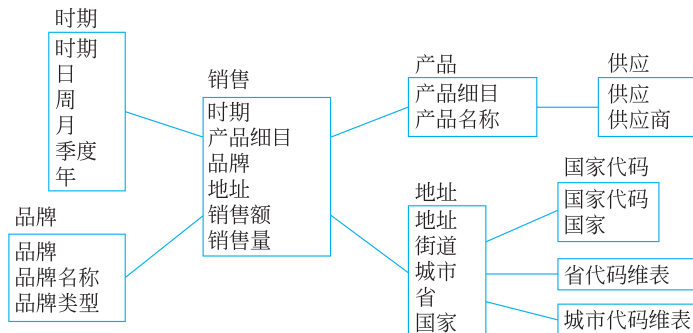 时期
时期
日
周
月
季度
年
品牌
品牌
品牌名称
品牌类型
销售
时期
产品细目
品牌
地址
销售额
销售量
产品
产品细目
产品名称
供应
供应
供应商
地址
地址
街道
城市
省
国家
国家代码
国家代码
国家
省代码维表
城市代码维表